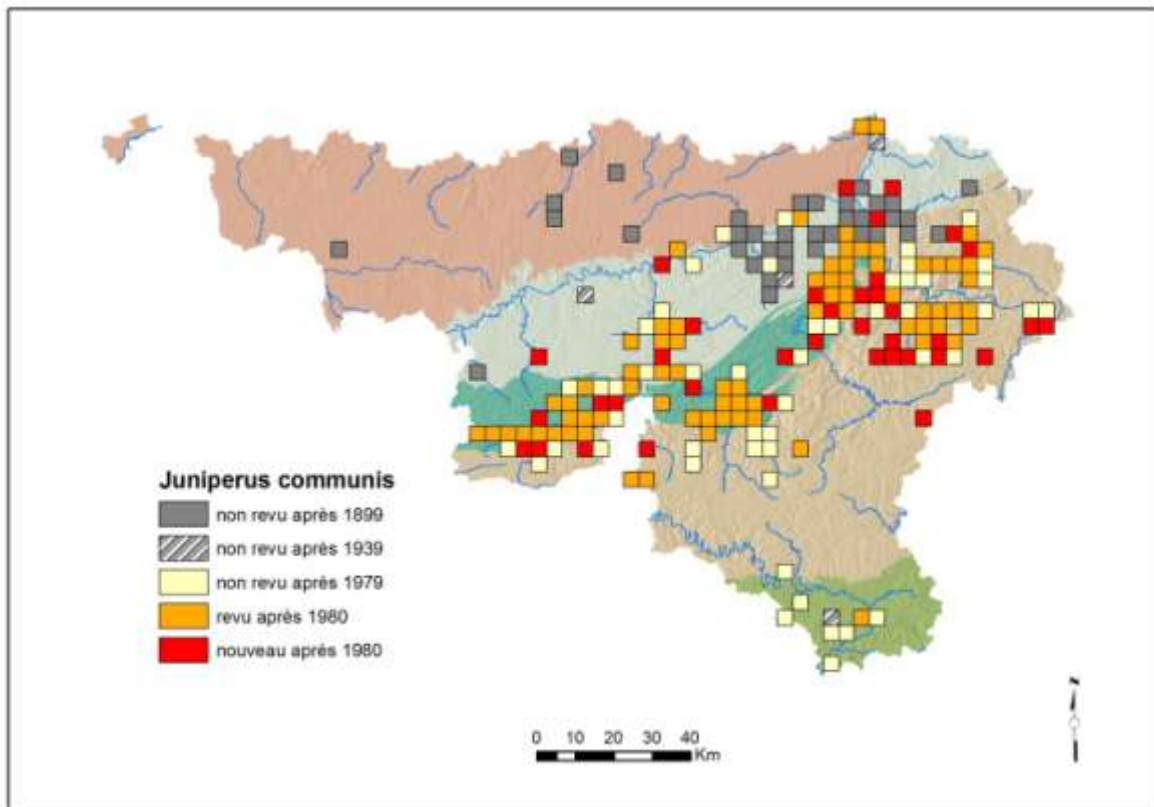 Juniperus communis
non revu après 1899
non revu après 1939
non revu après 1979
revu après 1980
nouveau après 1980
0 10 20 30 40
Km
N